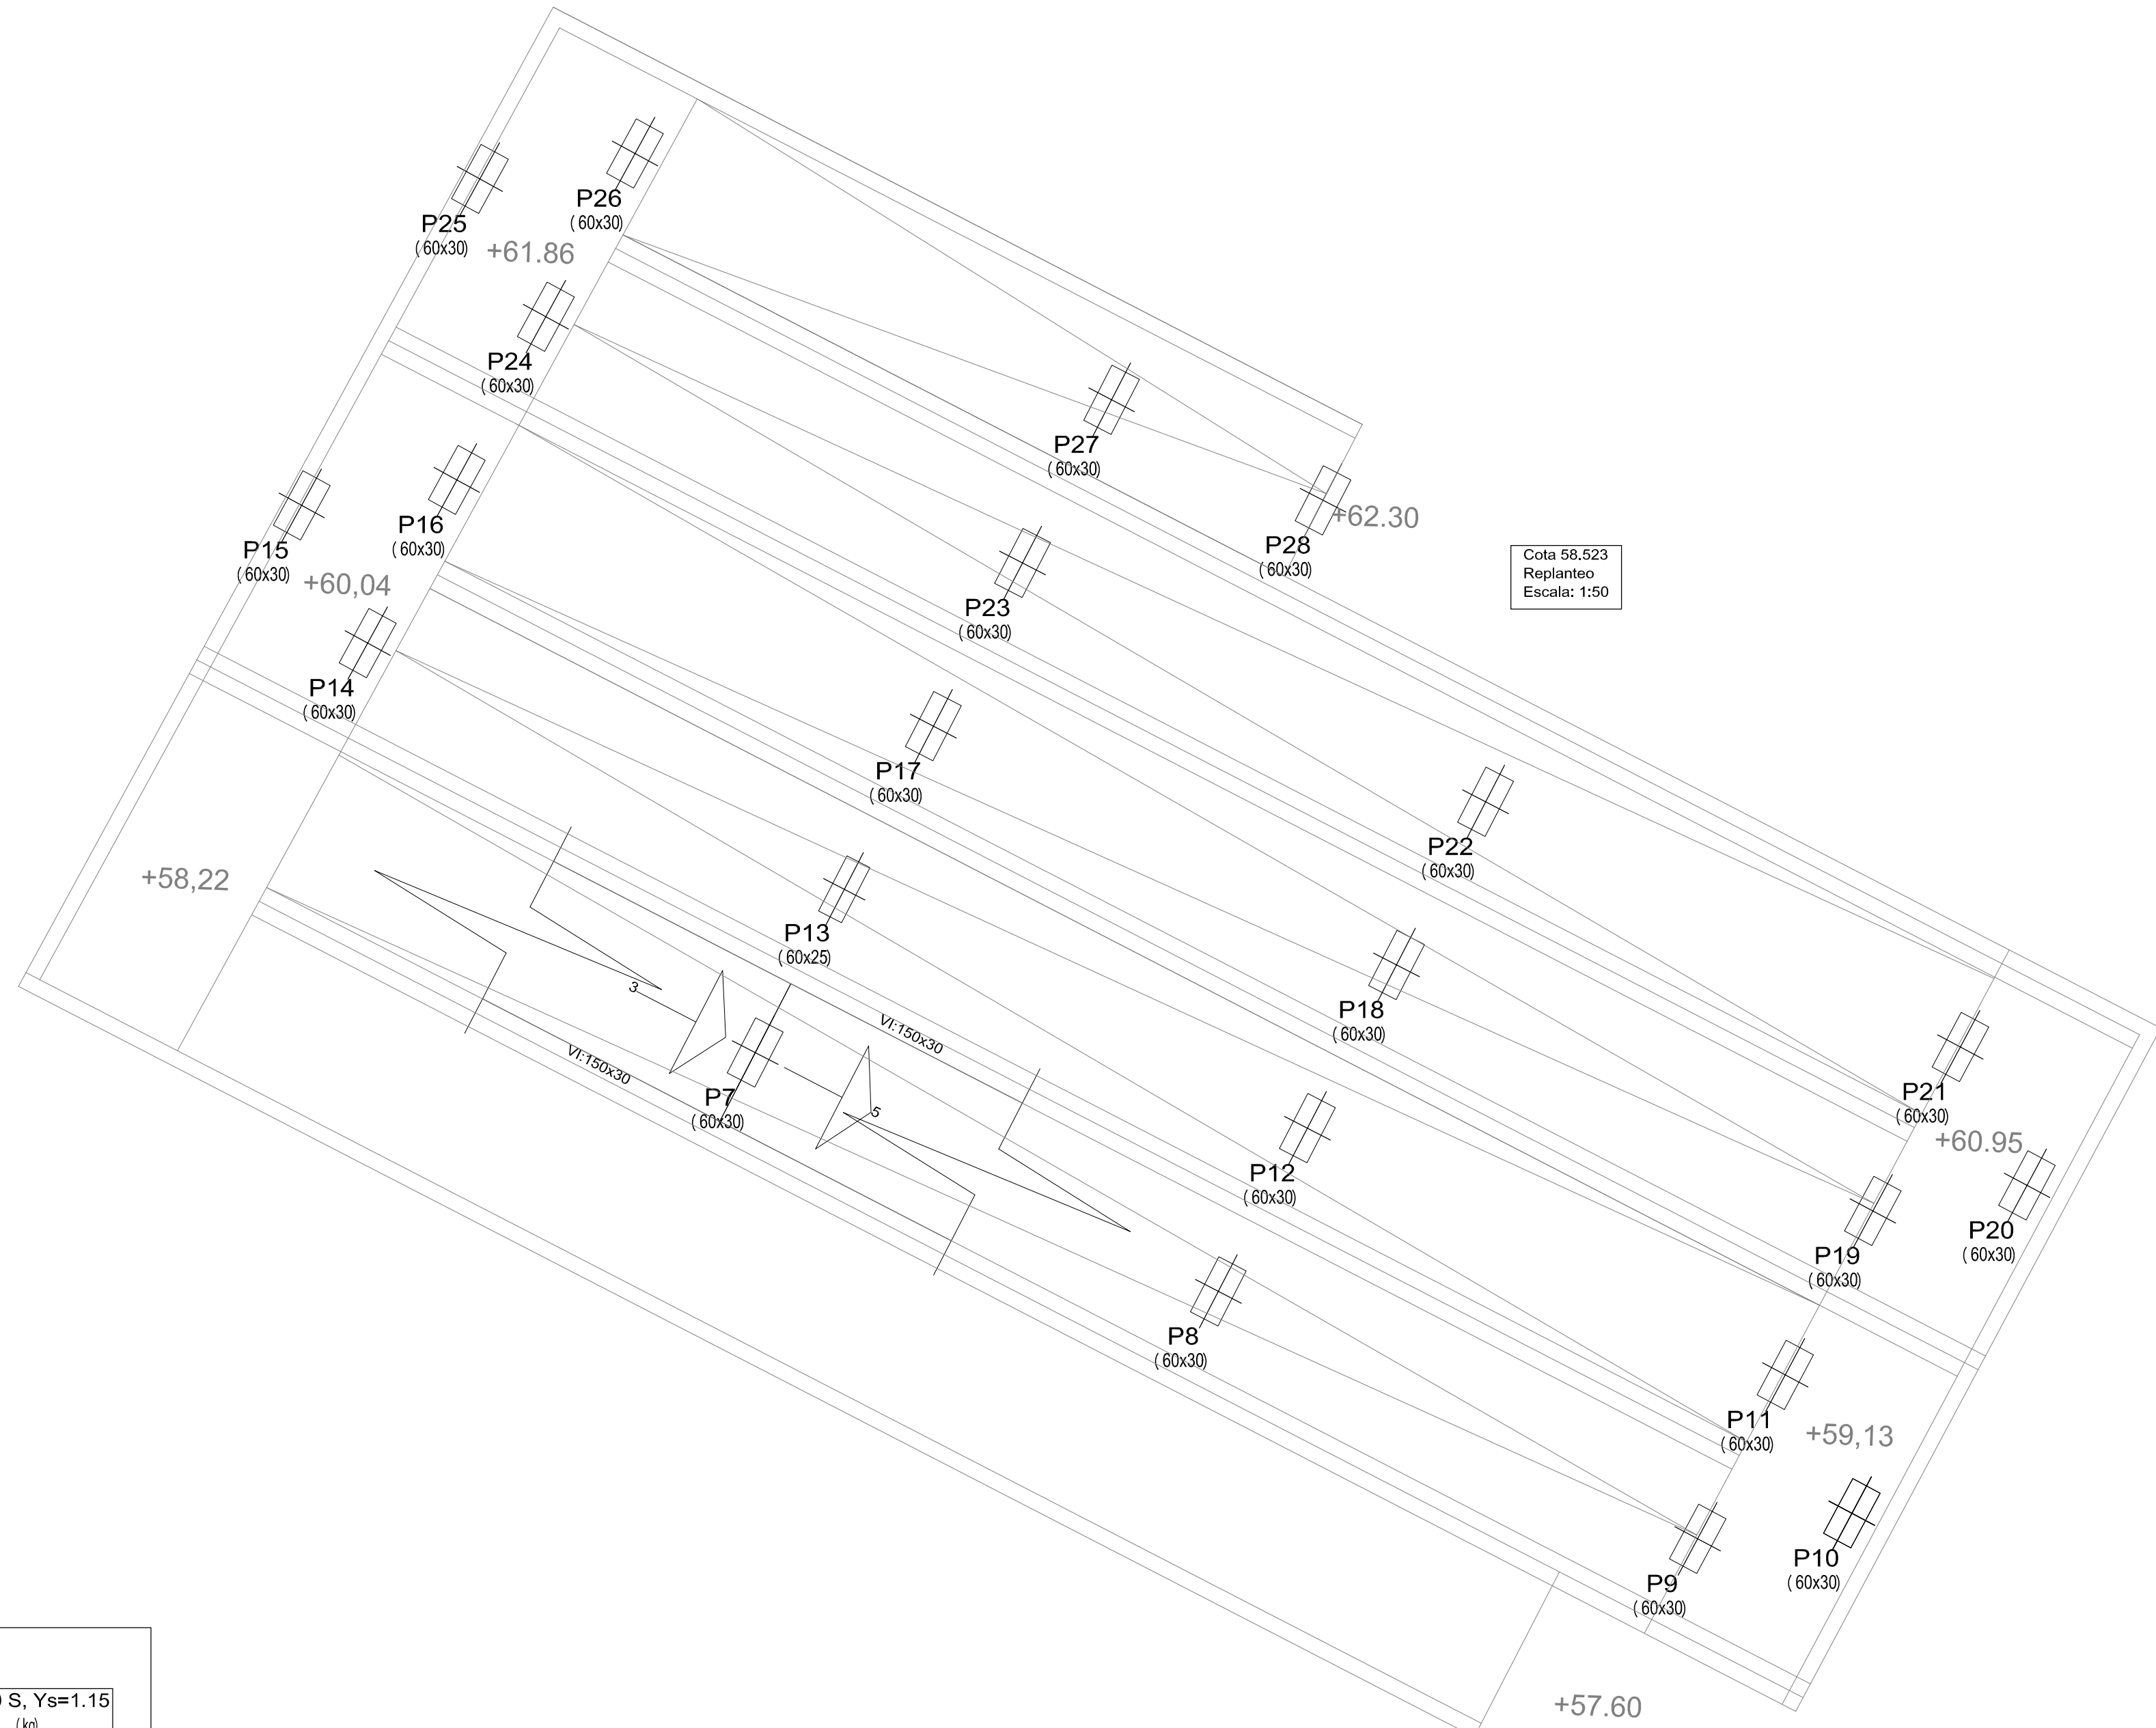 P26
(60x30)
P25
(60x30)
+61.86
P24
(60x30)
P27
(60x30)
+62.30
P28
(60x30)
Cota 58.523
Replanteo
Escala: 1:50
P16
(60x30)
P15
(60x30)
+60,04
P23
(60x30)
P14
(60x30)
P17
(60x30)
P22
(60x30)
+58,22
P13
(60x25)
3
P18
(60x30)
VI:150x30
VI:150x30
P7
(60x30)
5
P21
(60x30)
+60.95
P12
(60x30)
P20
(60x30)
P19
(60x30)
P8
(60x30)
P11
(60x30)
+59,13
P10
(60x30)
P9
(60x30)
S, Ys=1.15
(kg)
+57.60